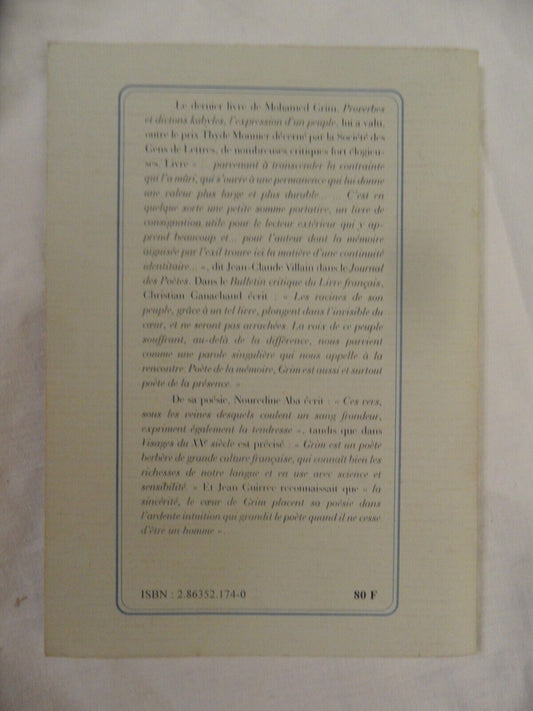 Le dernier livre de Mohamed Grim, Proverbes
et dictons kabyles, l'expression d'un peuple, lui a valu,
outre le prix Thyde Monnier décerné par la Société des
Gens de Lettres, de nombreuses critiques fort élogieu-
ses. Livre « ... parvenant à transcender la contrainte
qui l'a mûri, qui s'ouvre à une permanence qui lui donne
une valeur plus large et plus durable... ... C'est en
quelque sorte une petite somme portative, un livre de
consignation utile pour le lecteur extérieur qui y ap-
prend beaucoup et... pour l'auteur dont la mémoire
aiguisée par l'exil trouve ici la matière d'une continuité
identitaire... », dit Jean-Claude Villain dans le Journal
des Poètes. Dans le Bulletin critique du Livre français,
Christian Ganachaud écrit : « Les racines de son
peuple, grâce à un tel livre, plongent dans l'invisible du
cœur, et ne seront pas arrachées. La voix de ce peuple
souffrant, au-delà de la différence, nous parvient
comme une parole singulière qui nous appelle à la
rencontre. Poète de la mémoire, Grim est aussi et surtout
poète de la présence. »
De sa poésie, Nouredine Aba écrit : « Ces vers,
sous les veines desquels coulent un sang frondeur,
expriment également la tendresse », tandis que dans
Visages du XXe siècle est précisé : « Grim est un poète
berbère de grande culture française, qui connaît bien les
richesses de notre langue et en use avec science et
sensibilité. » Et Jean Guirrec reconnaissait que « la
sincérité, le cœur de Grim placent sa poésie dans
l'ardente intuition qui grandit le poète quand il ne cesse
d'être un homme ».
ISBN : 2.86352.174-0
80 F